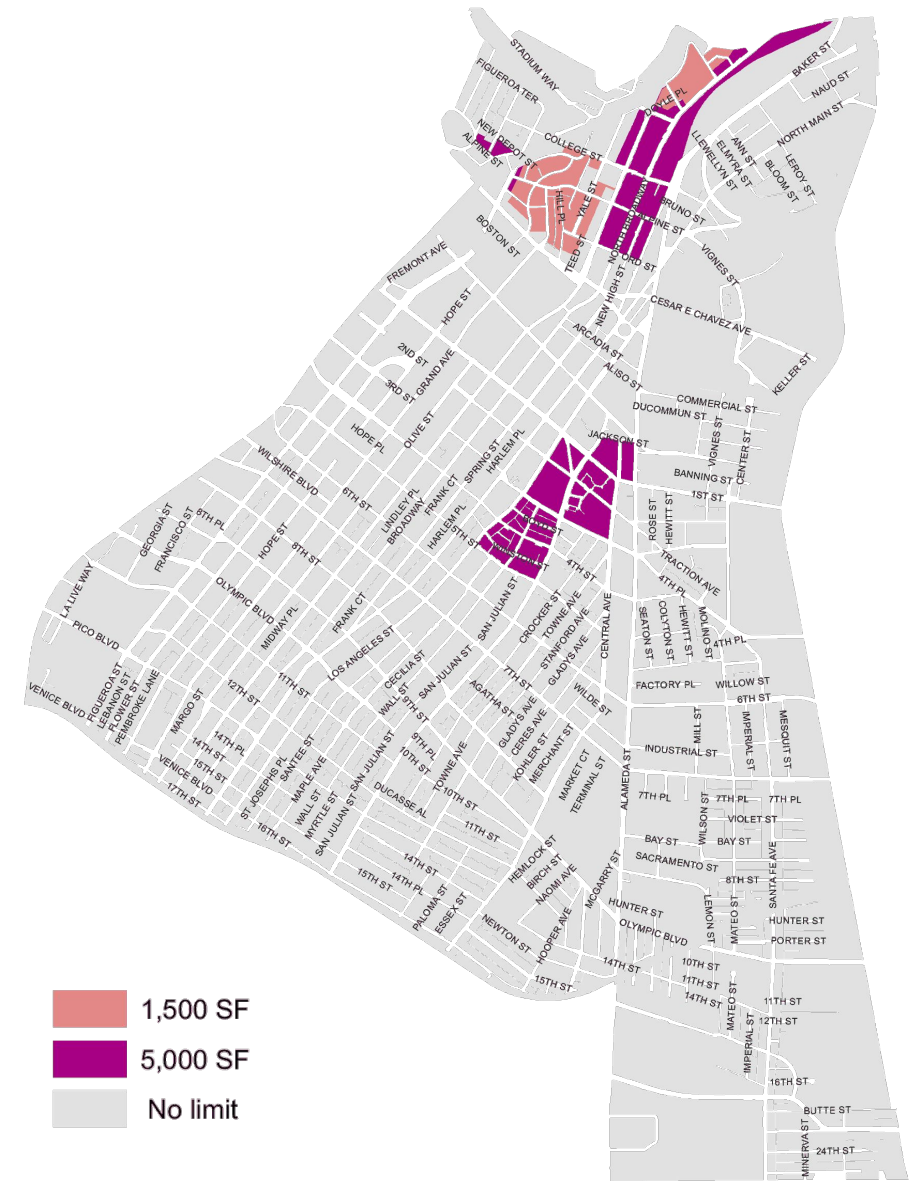 STADIUM WAY
BAKER ST
FIGUEROA TER
NAUD ST
DOYLE PL
NORTH MAIN ST
NEW DEPOT ST
COLLEGE ST
ALPINE ST
LLEWELLYN ST
ELMYRA ST
ANN ST
BLOOM ST
LEROY ST
HILL PL
YALE ST
NORTH BROADWAY
BRUNO ST
ALPINE ST
BOSTON ST
TEED ST
ORD ST
VIGNES ST
FREMONT AVE
HOPE ST
NEW HIGH ST
CESAR E CHAVEZ AVE
ARCADIA ST
2ND ST
GRAND AVE
ALISO ST
KELLER ST
3RD ST
COMMERCIAL ST
DUCOMMUN ST
HOPE PL
OLIVE ST
SPRING ST
HARLEM PL
JACKSON ST
VIGNES ST
CENTER ST
WILSHIRE BLVD
BANNING ST
1ST ST
6TH ST
LINDLEY PL
BROADWAY
FRANK CT
HARLEM PL
5TH ST
BOYD ST
WINSTON ST
ROSE ST
HEWITT ST
GEORGIA ST
FRANCISCO ST
8TH PL
HOPE ST
8TH ST
4TH ST
TRACTION AVE
4TH PL
LA LIVE WAY
OLYMPIC BLVD
MIDWAY PL
FRANK CT
SAN JULIAN ST
CROCKER ST
TOWNE AVE
STANFORD AVE
GLADYS AVE
CENTRAL AVE
SEATON ST
COLYTON ST
HEWITT ST
MOLINO ST
4TH PL
PICO BLVD
LOS ANGELES ST
CECILIA ST
SAN JULIAN ST
7TH ST
WILDE ST
FACTORY PL
WILLOW ST
6TH ST
VENICE BLVD
FIGUEROA ST
LEBANON ST
FLOWER ST
PEMBROKE LANE
MARGO ST
12TH ST
11TH ST
WALL ST
9TH ST
AGATHA ST
GLADYS AVE
CERES AVE
KOHLER ST
MERCHANT ST
MILL ST
IMPERIAL ST
MESQUIT ST
INDUSTRIAL ST
14TH PL
14TH ST
15TH ST
VENICE BLVD
17TH ST
ST JOSEPHS PL
SANTEE ST
MAPLE AVE
WALL ST
MYRTLE ST
SAN JULIAN ST
SAN JULIAN ST
9TH PL
10TH ST
TOWNE AVE
10TH ST
MARKET CT
TERMINAL ST
ALAMEDA ST
7TH PL
7TH PL
7TH PL
WILSON ST
VIOLET ST
16TH ST
DUCASSE AL
11TH ST
BAY ST
BAY ST
SACRAMENTO ST
8TH ST
SANTA FE AVE
14TH ST
14TH PL
15TH ST
PALOMA ST
ESSEX ST
HEMLOCK ST
BIRCH ST
NAOMI AVE
MCGARRY ST
HUNTER ST
OLYMPIC BLVD
LEMON ST
MATEO ST
HUNTER ST
PORTER ST
NEWTON ST
HOOPER AVE
15TH ST
14TH ST
10TH ST
11TH ST
14TH ST
MATEO ST
11TH ST
12TH ST
IMPERIAL ST
16TH ST
BUTTE ST
MINERVA ST
24TH ST
1,500 SF
5,000 SF
No limit